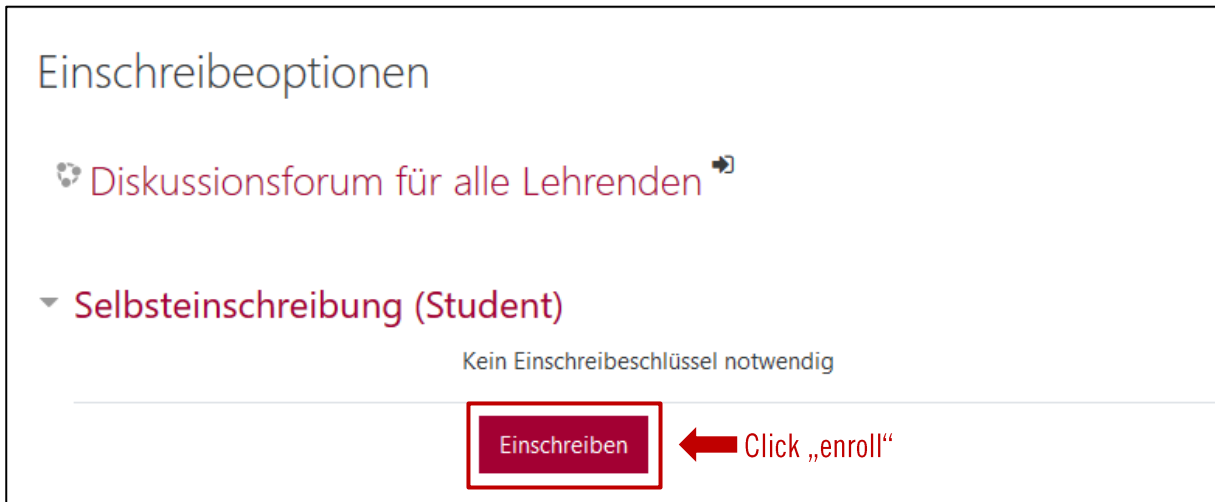 Einschreibeoptionen
Diskussionsforum für alle Lehrenden
Selbsteinschreibung (Student)
Kein Einschreibeschlüssel notwendig
Einschreiben
Click „enroll“